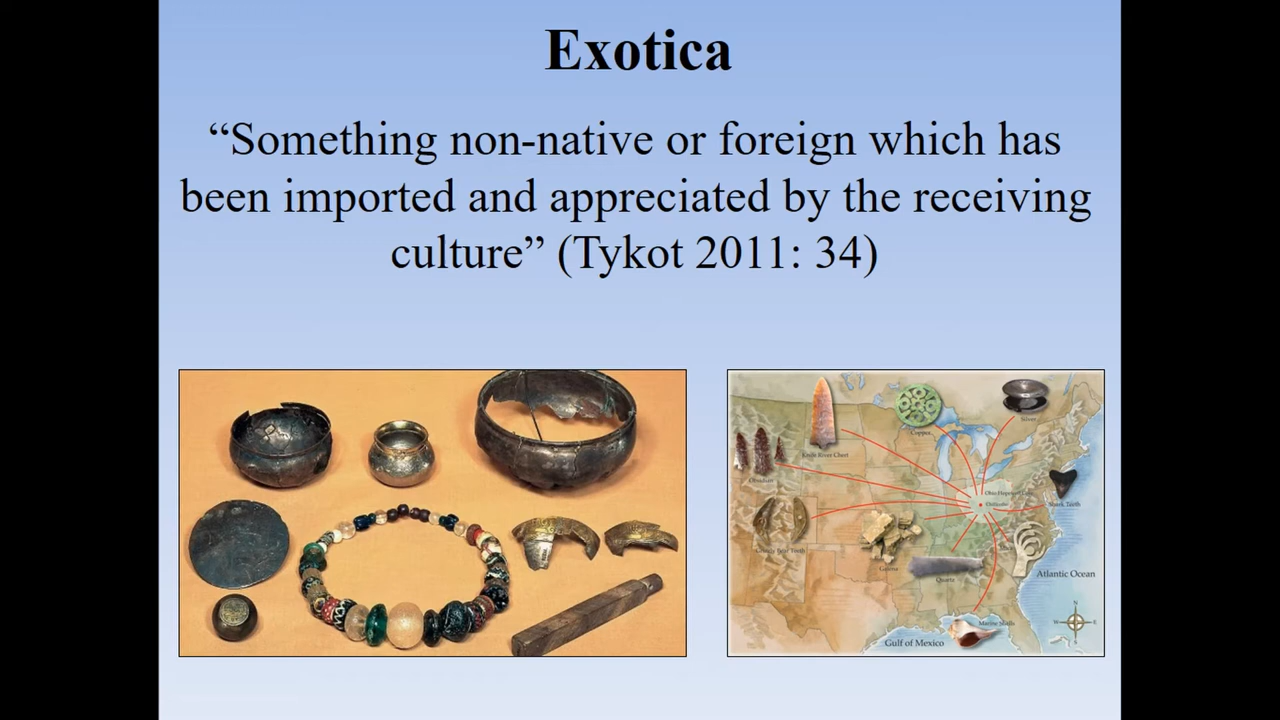 Exotica
“Something non-native or foreign which has
been imported and appreciated by the receiving
culture” (Tykot 2011: 34)
Copper
Silver
Knife River Chert
Obsidian
Ohio Hopewell Core
Chillicothe
Shark Teeth
Grizzly Bear Teeth
Galena
Quartz
Atlantic Ocean
Marine Shells
Gulf of Mexico
N
W
E
S